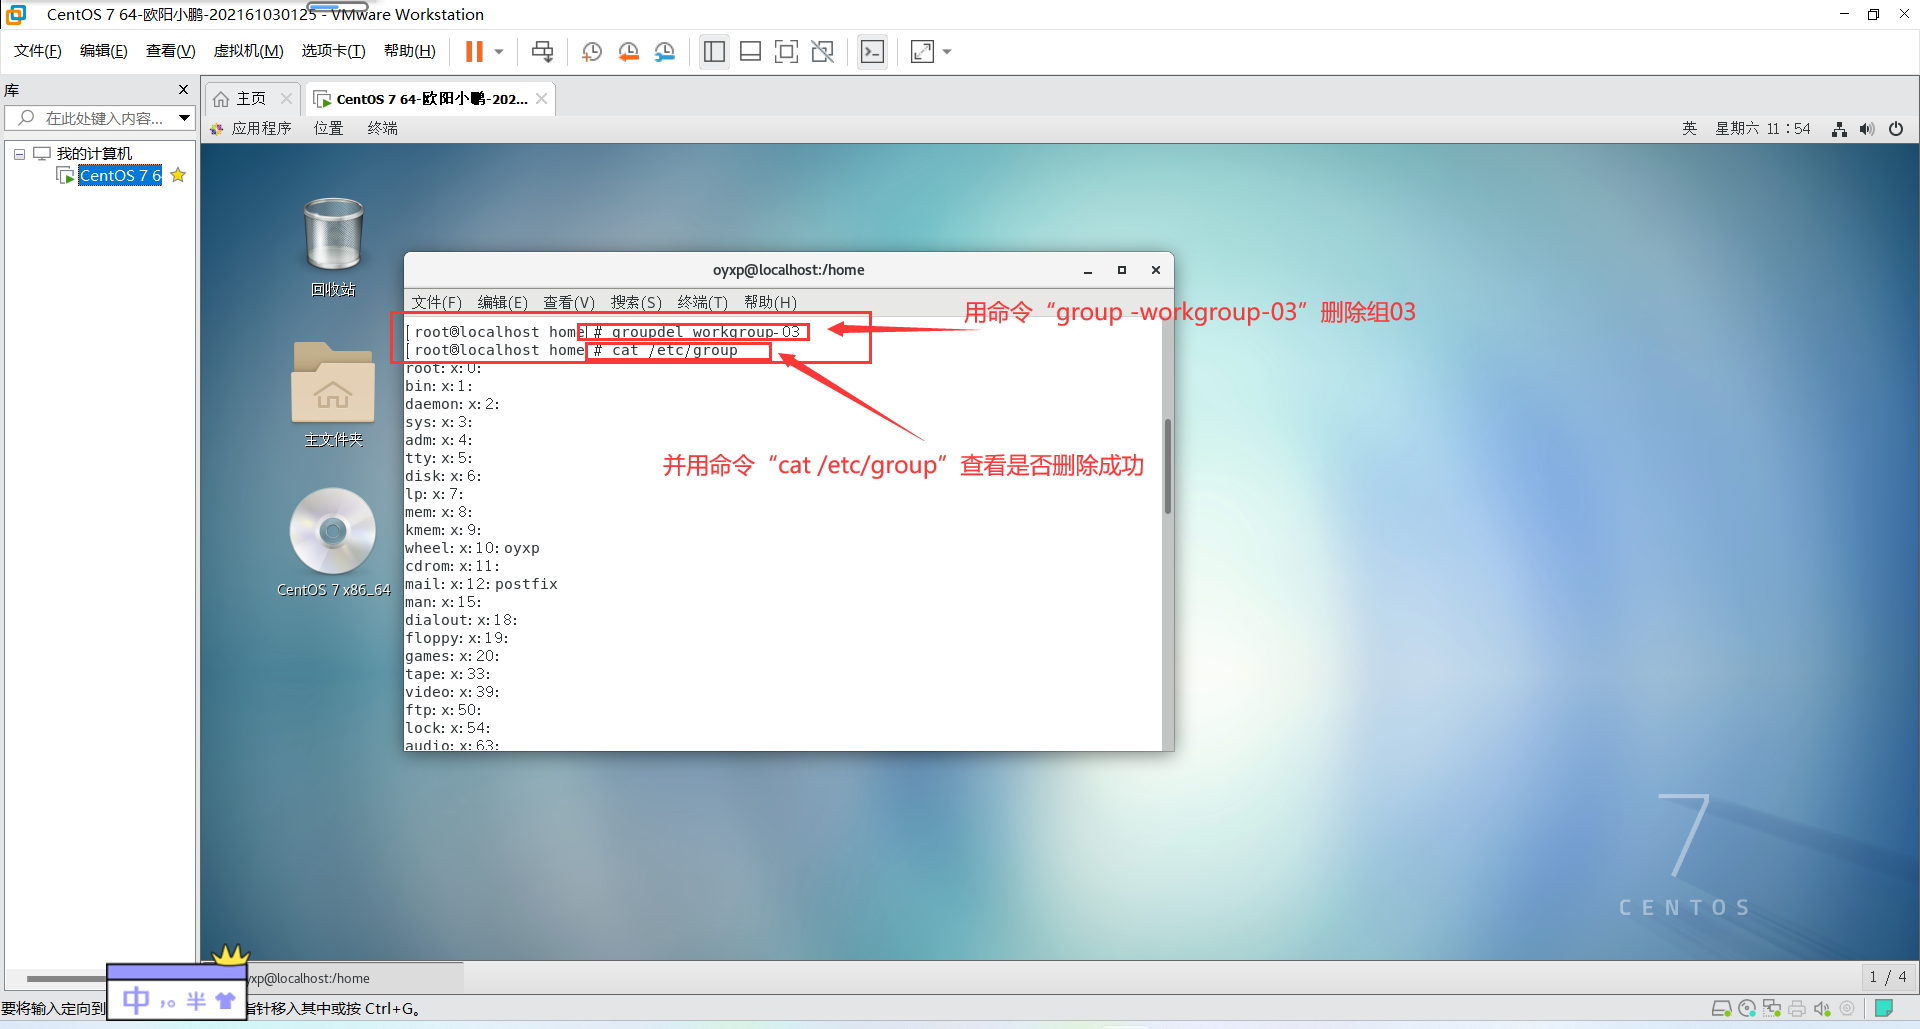 CentOS 7 64-欧阳小鹏-202161030125 - VMware Workstation
文件(F) 编辑(E) 查看(V) 虚拟机(M) 选项卡(T) 帮助(H)
库
在此处键入内容...
我的计算机
CentOS 7 6
主页
CentOS 7 64-欧阳小鹏-202...
应用程序 位置 终端
英 星期六 11：54
回收站
主文件夹
CentOS 7 x86_64
oyxp@localhost:/home
文件(F) 编辑(E) 查看(V) 搜索(S) 终端(T) 帮助(H)
用命令“group -workgroup-03”删除组03
[root@localhost home]# groupdel workgroup-03
[root@localhost home]# cat /etc/group
root:x:0:
bin:x:1:
daemon:x:2:
sys:x:3:
adm:x:4:
tty:x:5:
并用命令“cat /etc/group”查看是否删除成功
disk:x:6:
lp:x:7:
mem:x:8:
kmem:x:9:
wheel:x:10:oyxp
cdrom:x:11:
mail:x:12:postfix
man:x:15:
dialout:x:18:
floppy:x:19:
games:x:20:
tape:x:33:
video:x:39:
ftp:x:50:
lock:x:54:
audio:x:63:
7
CENTOS
yxp@localhost:/home
1 / 4
中 ，。 半
要将输入定向到
指针移入其中或按 Ctrl+G。